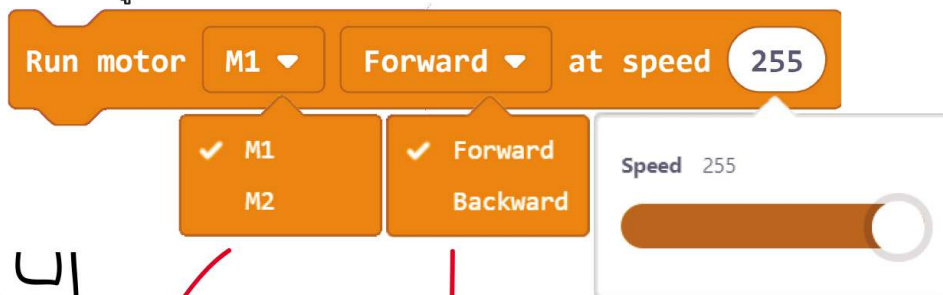 Run motor M1 Forward at speed 255
M1
M2
Forward
Backward
Speed 255